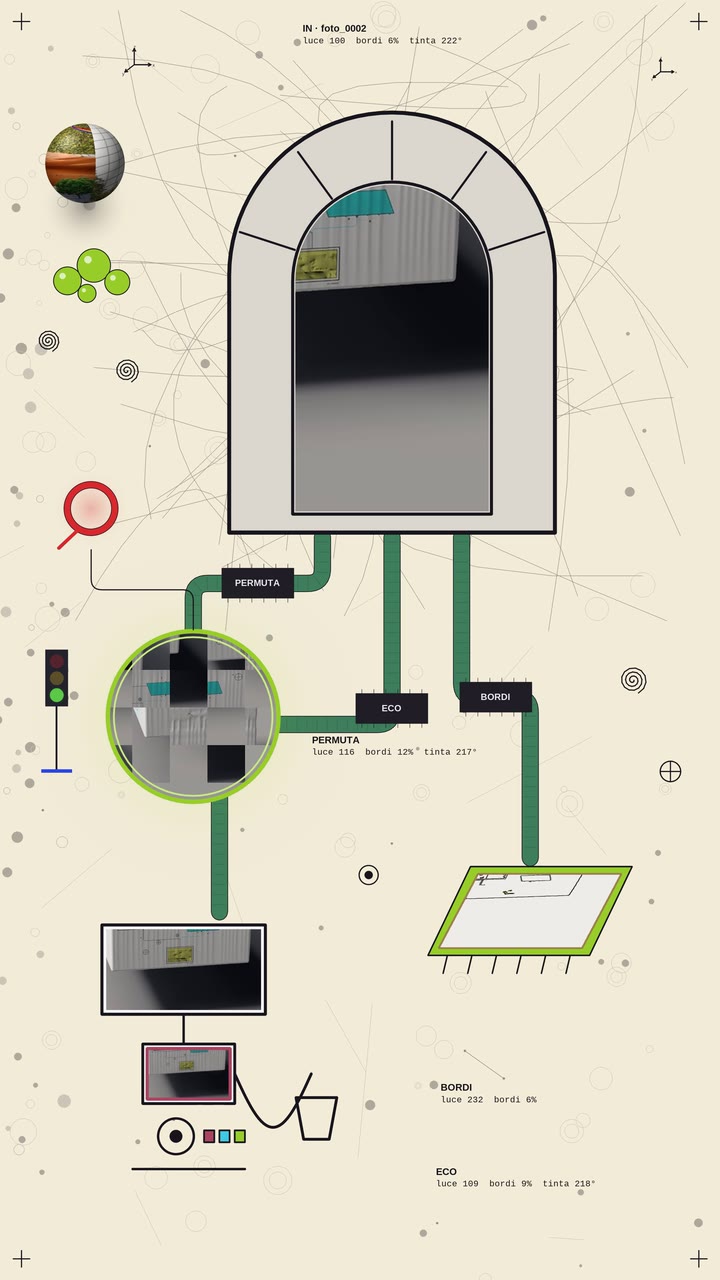 IN · foto_0002
luce 100  bordi 6%  tinta 222°
PERMUTA
ECO
BORDI
PERMUTA
luce 116  bordi 12%  tinta 217°
BORDI
luce 232  bordi 6%
ECO
luce 109  bordi 9%  tinta 218°